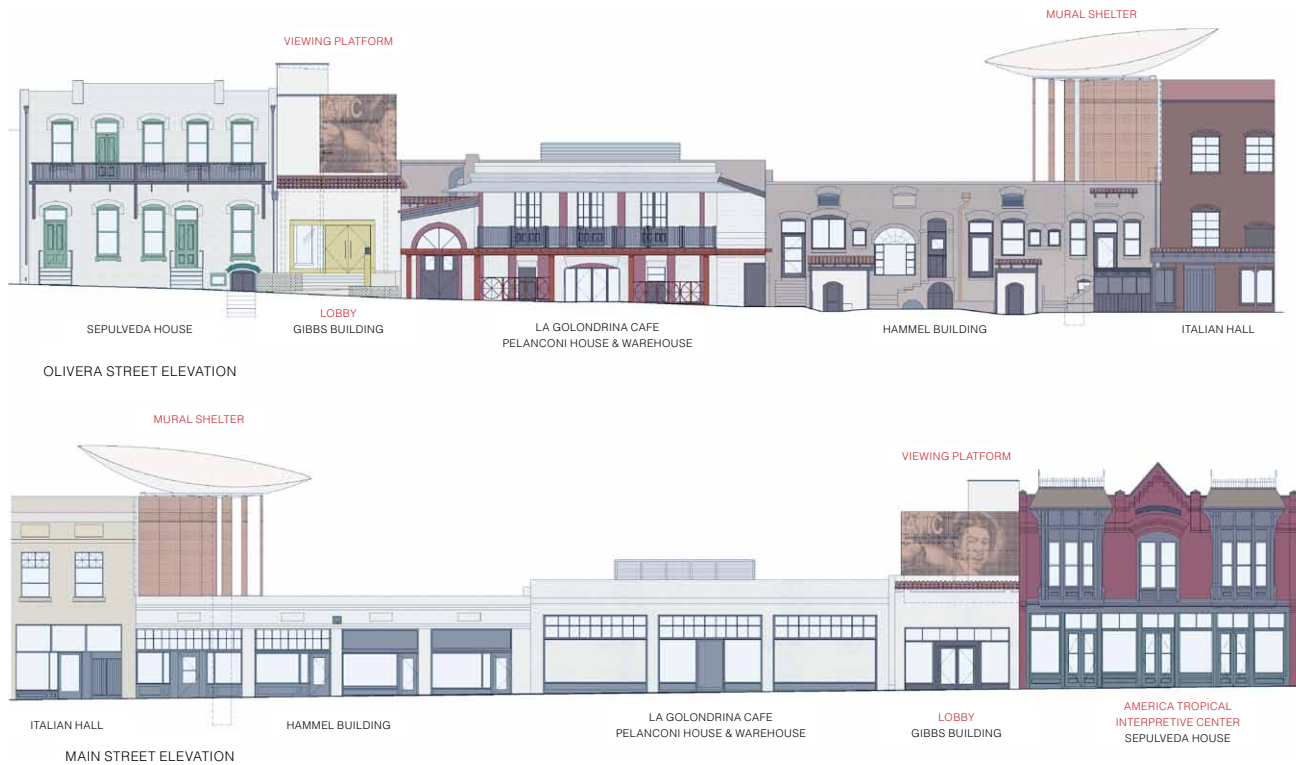 MURAL SHELTER
VIEWING PLATFORM
SEPULVEDA HOUSE
LOBBY
GIBBS BUILDING
LA GOLONDRINA CAFE
PELANCONI HOUSE & WAREHOUSE
HAMMEL BUILDING
ITALIAN HALL
OLIVERA STREET ELEVATION
MURAL SHELTER
VIEWING PLATFORM
ITALIAN HALL
HAMMEL BUILDING
LA GOLONDRINA CAFE
PELANCONI HOUSE & WAREHOUSE
LOBBY
GIBBS BUILDING
AMERICA TROPICAL
INTERPRETIVE CENTER
SEPULVEDA HOUSE
MAIN STREET ELEVATION